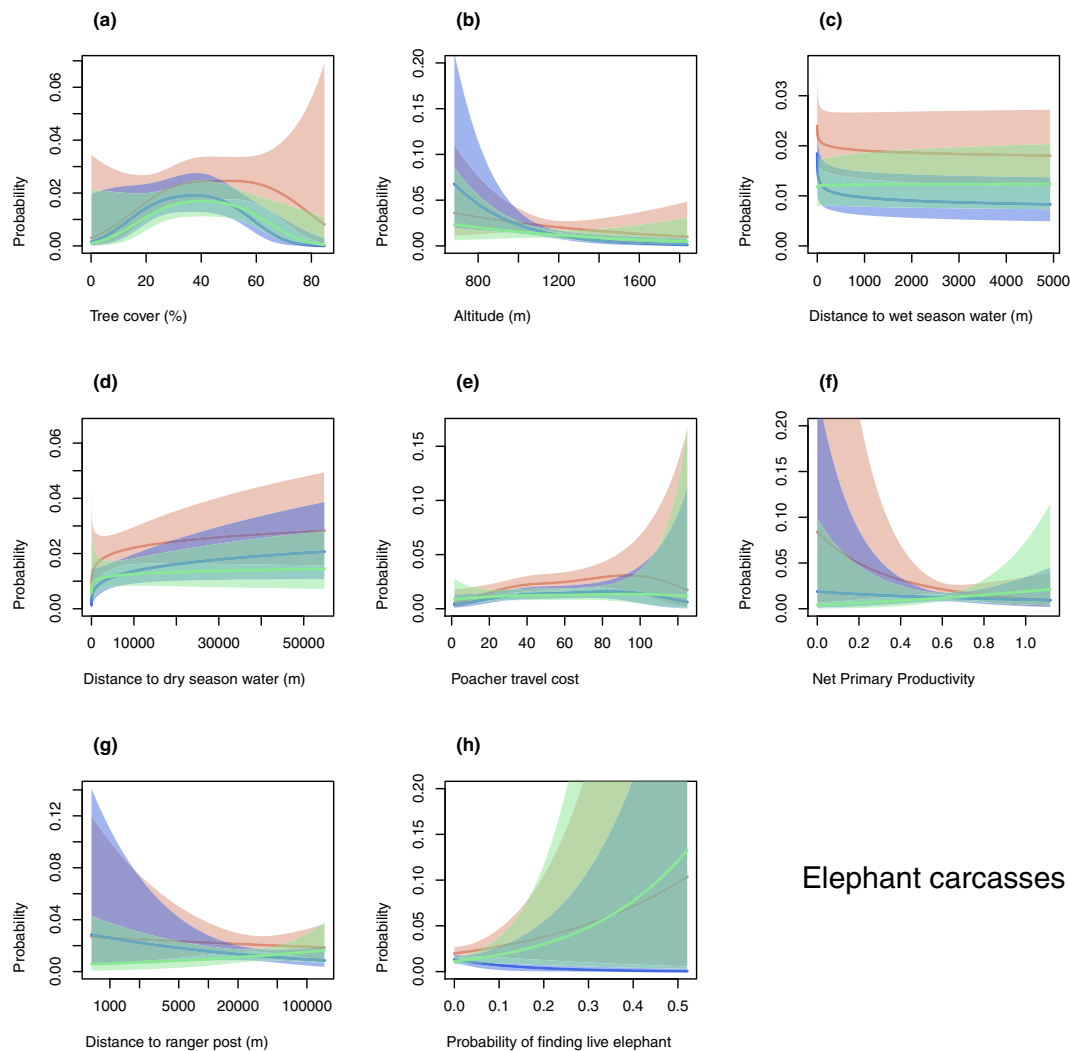 (a)
(b)
(c)
0.00 0.02 0.04 0.06
Probability
0 20 40 60 80
Tree cover (%)
0.00 0.05 0.10 0.15 0.20
Probability
800 1200 1600
Altitude (m)
0.00 0.01 0.02 0.03
Probability
0 1000 2000 3000 4000 5000
Distance to wet season water (m)
(d)
(e)
(f)
0.00 0.02 0.04 0.06
Probability
0 10000 30000 50000
Distance to dry season water (m)
0.00 0.05 0.10 0.15
Probability
0 20 40 60 80 100
Poacher travel cost
0.00 0.05 0.10 0.15 0.20
Probability
0.0 0.2 0.4 0.6 0.8 1.0
Net Primary Productivity
(g)
(h)
0.00 0.04 0.08 0.12
Probability
1000 5000 20000 100000
Distance to ranger post (m)
0.00 0.05 0.10 0.15 0.20
Probability
0.0 0.1 0.2 0.3 0.4 0.5
Probability of finding live elephant
Elephant carcasses